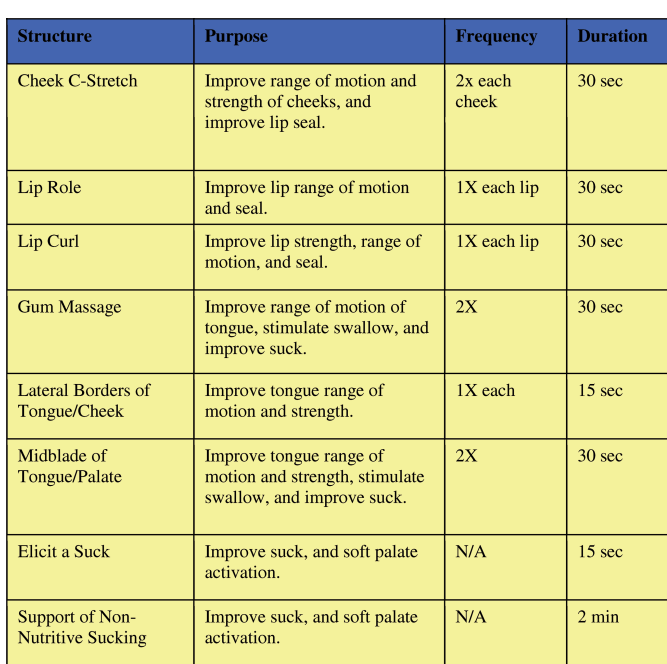 Structure Purpose Frequency Duration
Cheek C-Stretch Improve range of motion and 2x each 30 sec
strength of cheeks, and cheek
improve lip seal.
Lip Role Improve lip range of motion 1X each lip 30 sec
and seal.
Lip Curl Improve lip strength, range of 1X each lip 30 sec
motion, and seal.
Gum Massage Improve range of motion of 2X 30 sec
tongue, stimulate swallow, and
improve suck.
Lateral Borders of Improve tongue range of 1X each 15 sec
Tongue/Cheek motion and strength.
Midblade of Improve tongue range of 2X 30 sec
Tongue/Palate motion and strength, stimulate
swallow, and improve suck.
Elicit a Suck Improve suck, and soft palate N/A 15 sec
activation.
Support of Non- Improve suck, and soft palate N/A 2 min
Nutritive Sucking activation.